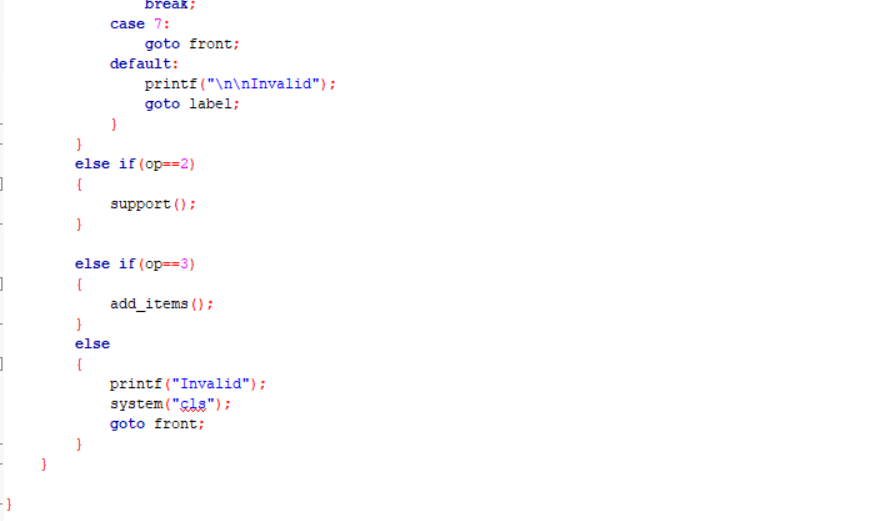 break;
case 7:
goto front;
default:
printf("\n\nInvalid");
goto label;
}
}
else if(op==2)
{
support();
}
else if(op==3)
{
add_items();
}
else
{
printf("Invalid");
system("cls");
goto front;
}
}
}